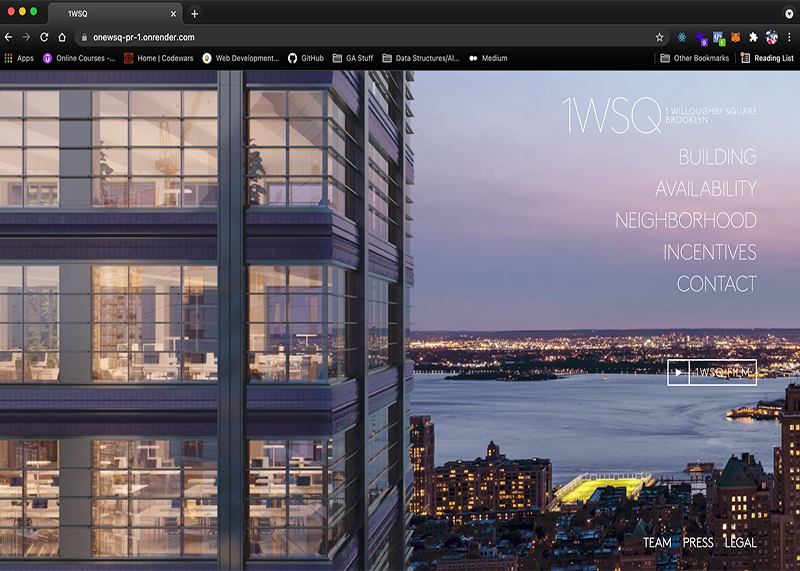 1WSQ
onewsq-pr-1.onrender.com
Apps
Online Courses -...
Home | Codewars
Web Development...
GitHub
GA Stuff
Data Structures/Al...
Medium
Other Bookmarks
Reading List
1WSQ
1 WILLOUGHBY SQUARE
BROOKLYN
BUILDING
AVAILABILITY
NEIGHBORHOOD
INCENTIVES
CONTACT
1WSQ FILM
TEAM PRESS LEGAL